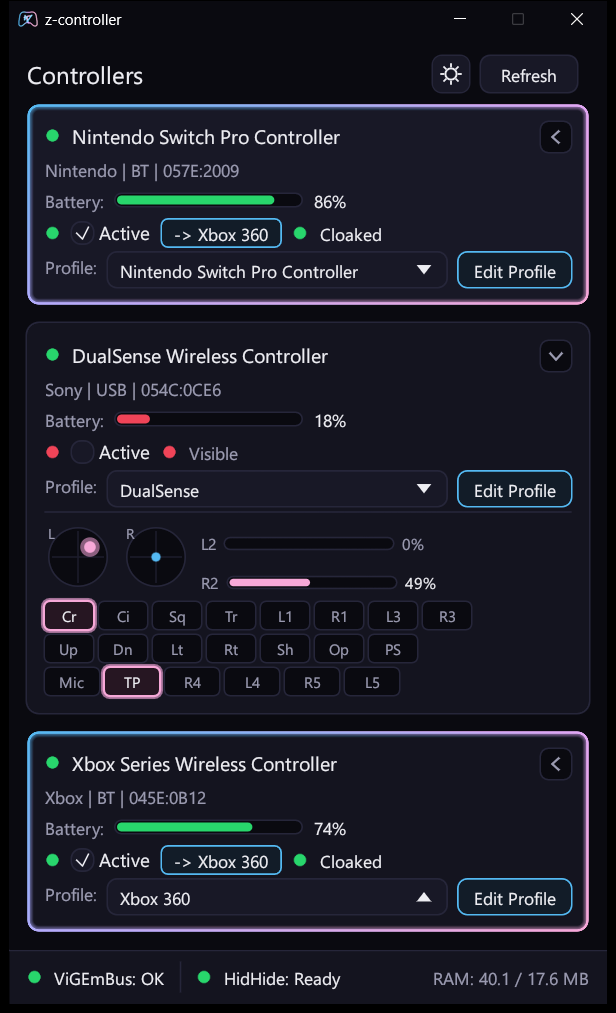 z-controller
Controllers
Refresh
Nintendo Switch Pro Controller
Nintendo | BT | 057E:2009
Battery: 86%
Active -> Xbox 360 Cloaked
Profile: Nintendo Switch Pro Controller Edit Profile
DualSense Wireless Controller
Sony | USB | 054C:0CE6
Battery: 18%
Active Visible
Profile: DualSense Edit Profile
L R L2 0%
R2 49%
Cr Ci Sq Tr L1 R1 L3 R3
Up Dn Lt Rt Sh Op PS
Mic TP R4 L4 R5 L5
Xbox Series Wireless Controller
Xbox | BT | 045E:0B12
Battery: 74%
Active -> Xbox 360 Cloaked
Profile: Xbox 360 Edit Profile
ViGEmBus: OK HidHide: Ready RAM: 40.1 / 17.6 MB